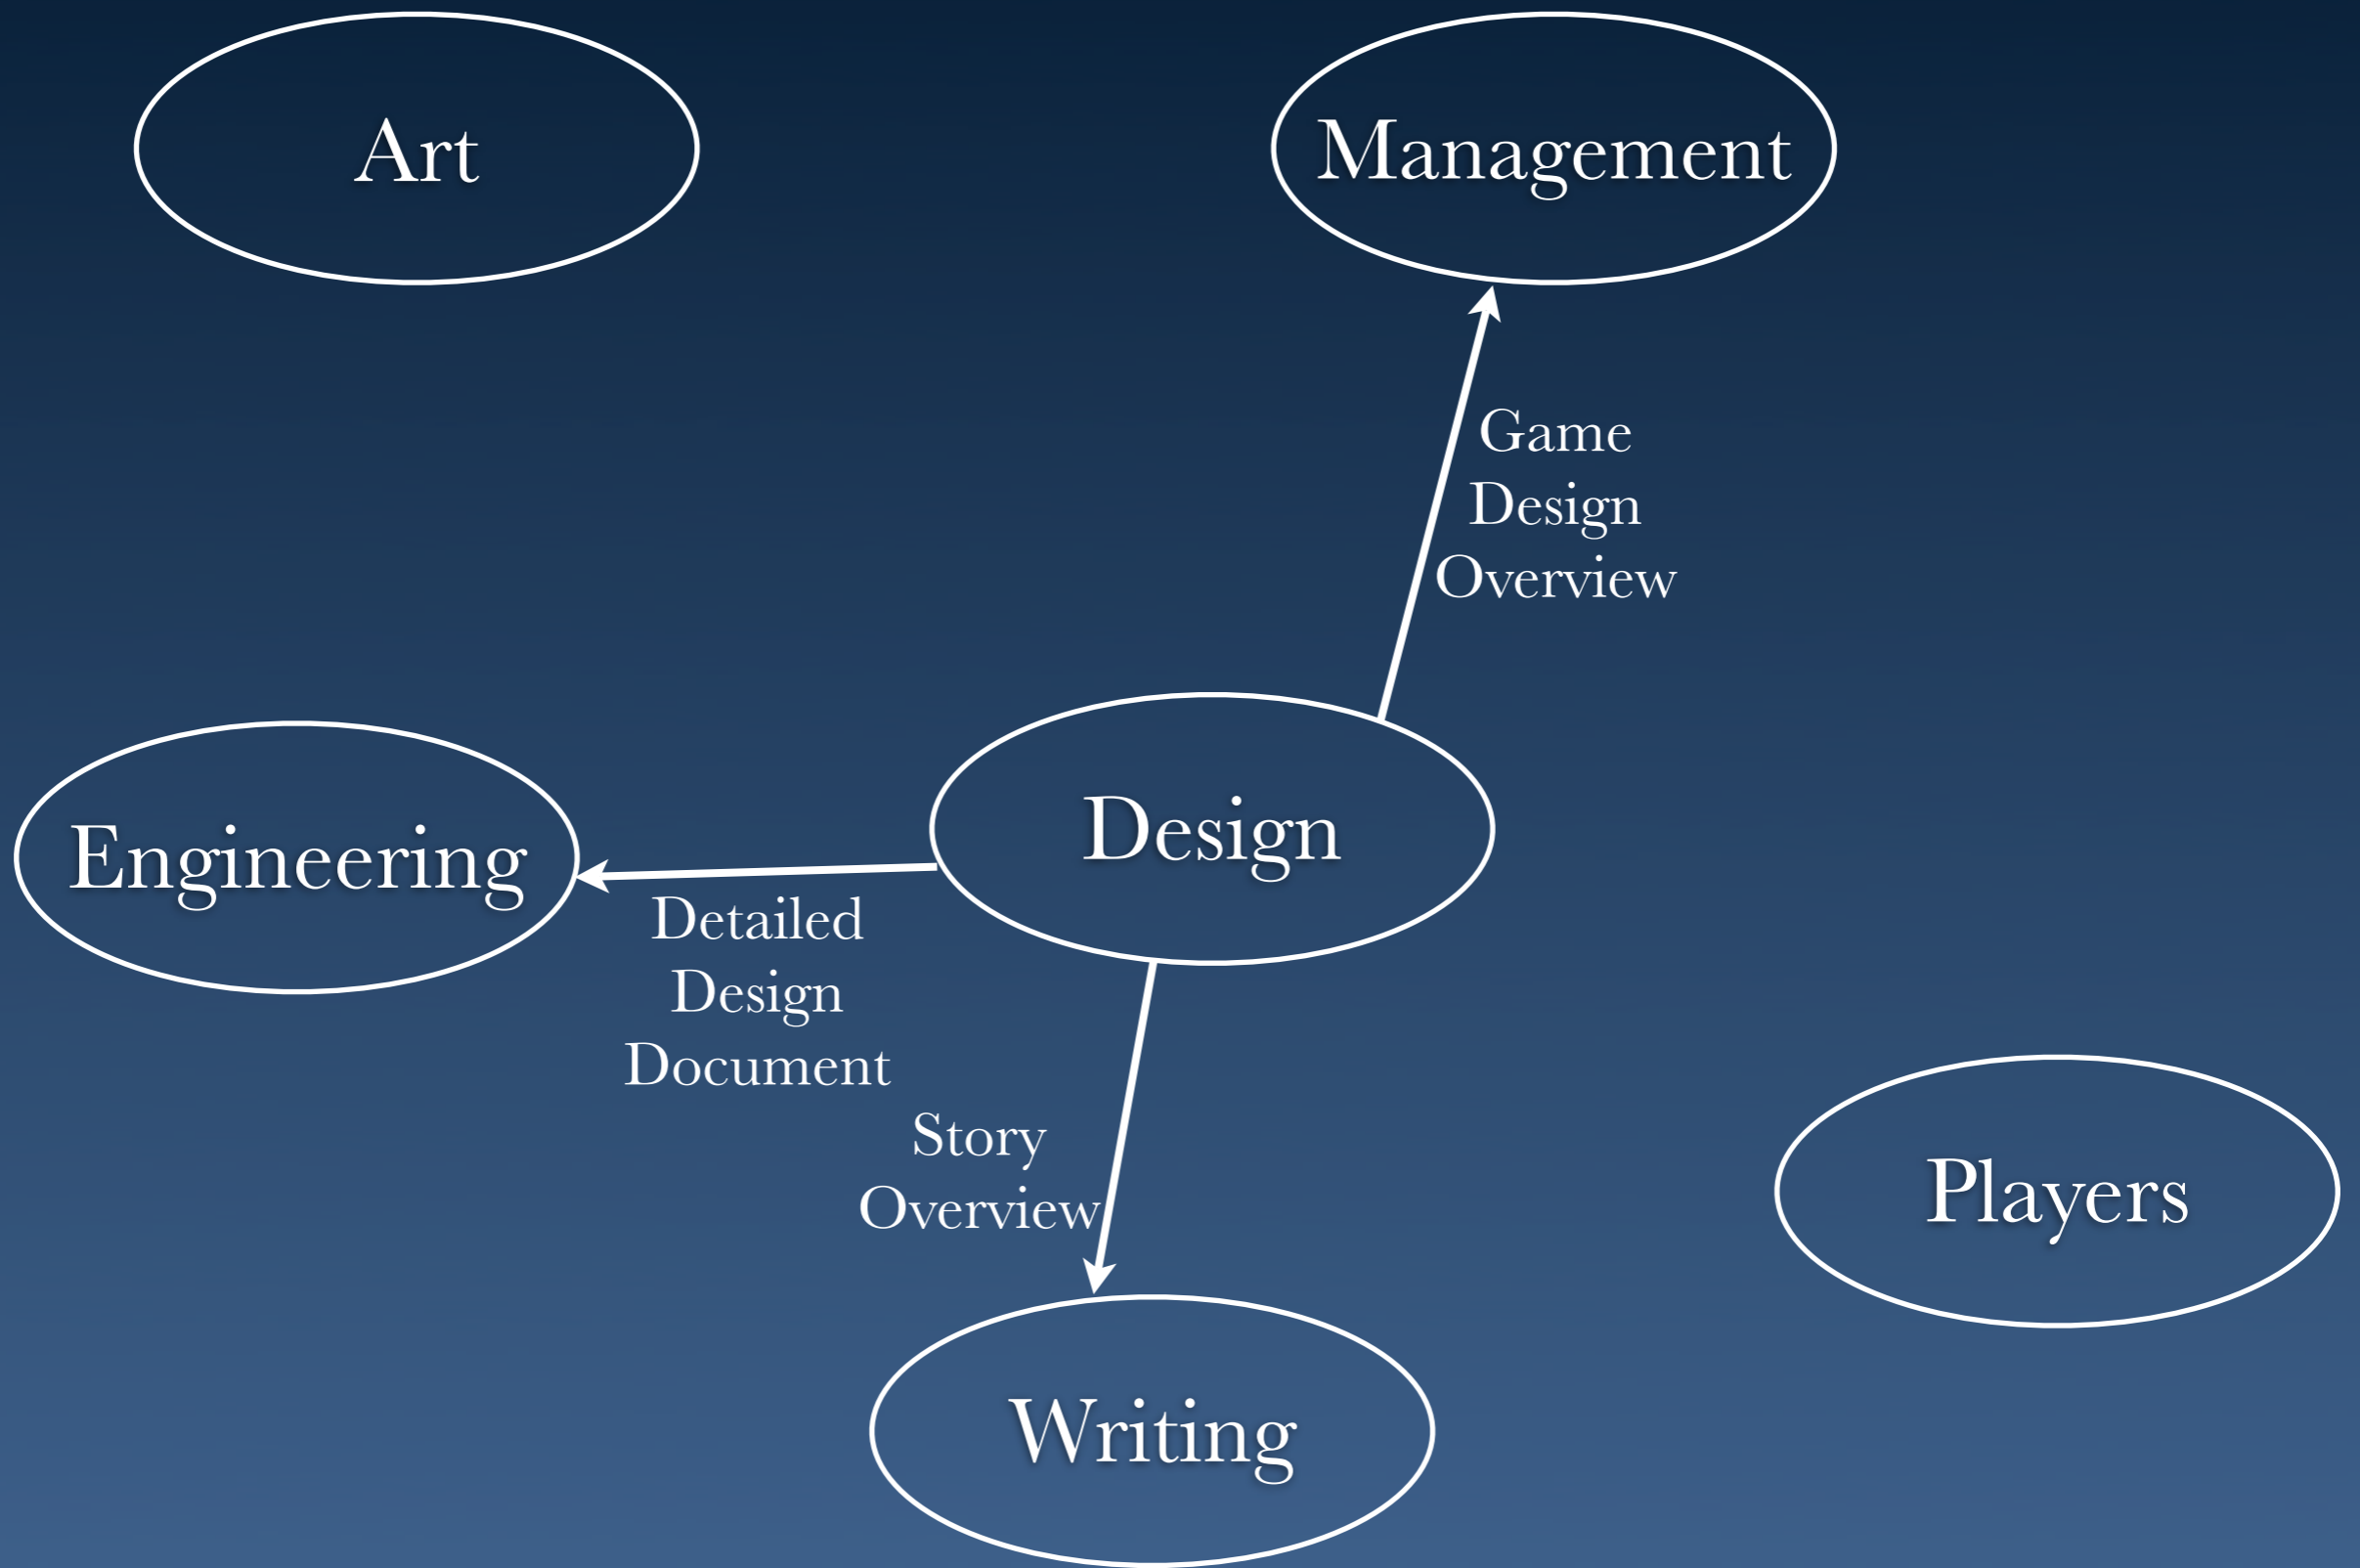 Art
Management
Game
Design
Overview
Design
Engineering
Detailed
Design
Document
Story
Overview
Players
Writing